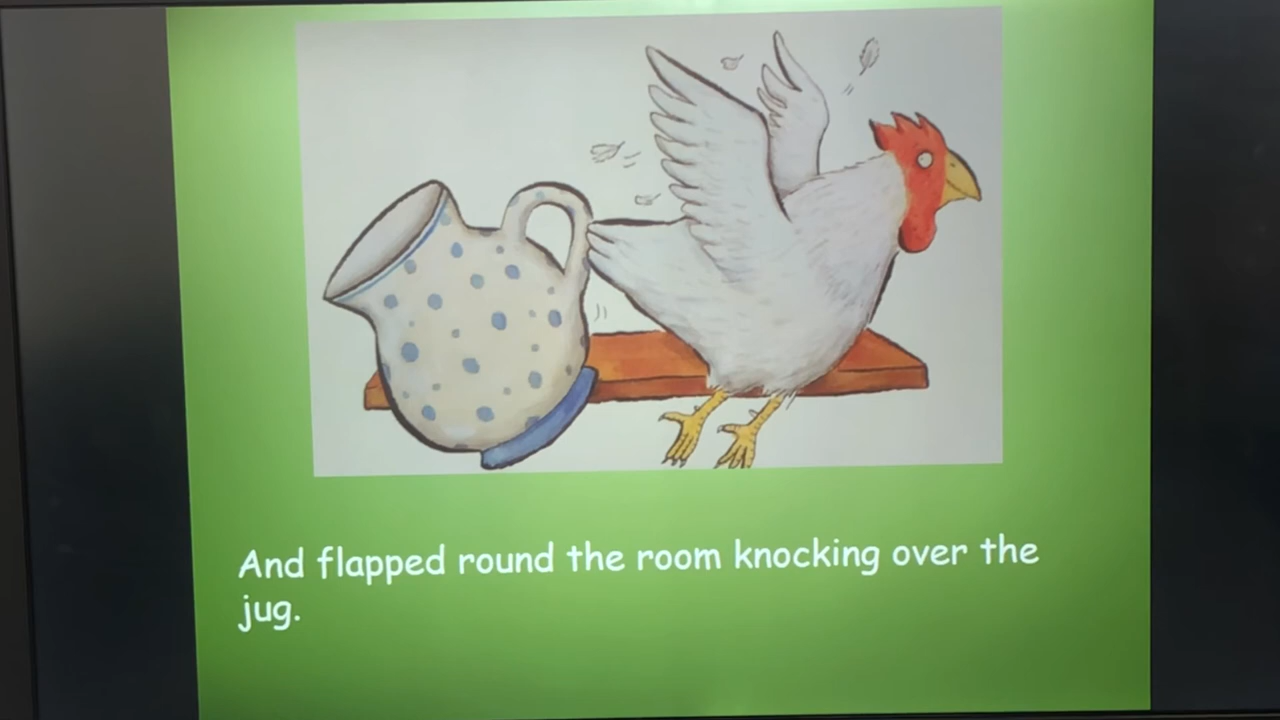 And flapped round the room knocking over the
jug.